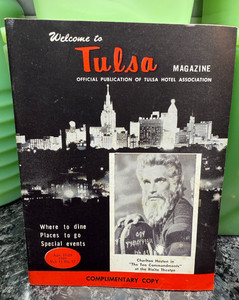 Welcome to
Tulsa
MAGAZINE
OFFICIAL PUBLICATION OF TULSA HOTEL ASSOCIATION
Where to dine
Places to go
Special events
Charlton Heston in
"The Ten Commandments"
at the Rialto Theatre
COMPLIMENTARY COPY